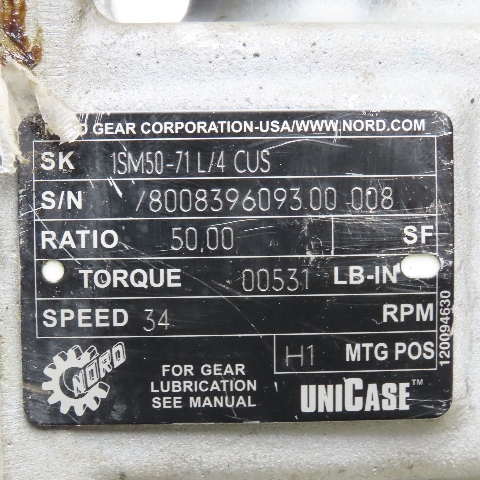 D GEAR CORPORATION-USA/WWW.NORD.COM
SK 1SM50-71 L/4 CUS
S/N /8008396093.00 008
RATIO 50,00 SF
TORQUE 00531 LB-IN
SPEED 34 RPM
H1 MTG POS
NORD
FOR GEAR
LUBRICATION
SEE MANUAL
UNICASE™
120094630